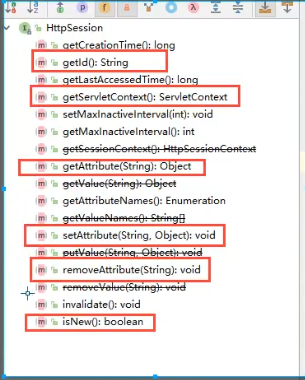 HttpSession
getCreationTime(): long
getId(): String
getLastAccessedTime(): long
getServletContext(): ServletContext
setMaxInactiveInterval(int): void
getMaxInactiveInterval(): int
getSessionContext(): HttpSessionContext
getAttribute(String): Object
getValue(String): Object
getAttributeNames(): Enumeration
getValueNames(): String[]
setAttribute(String, Object): void
putValue(String, Object): void
removeAttribute(String): void
removeValue(String): void
invalidate(): void
isNew(): boolean